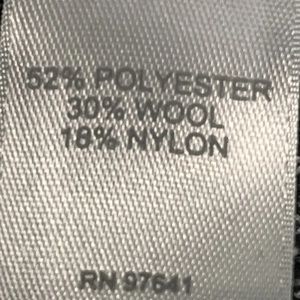 52% POLYESTER
30% WOOL
18% NYLON
RN 97641